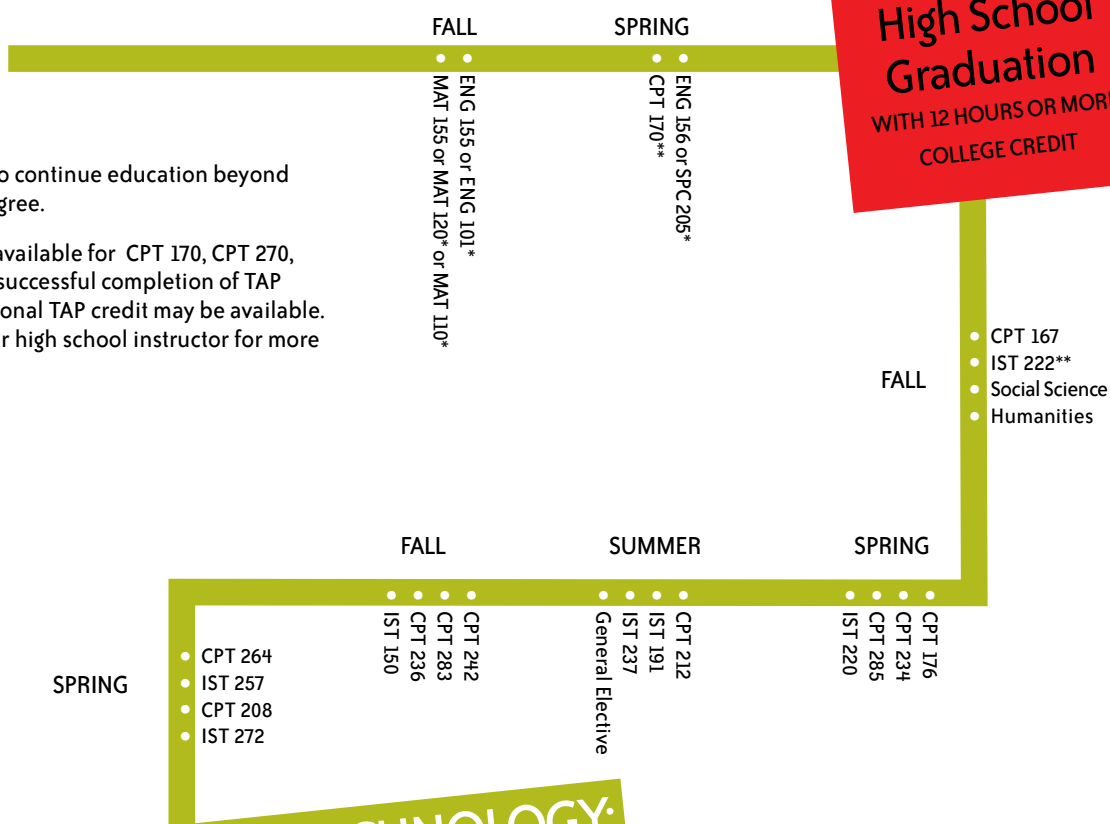 FALL
SPRING
MAT 155 or MAT 120* or MAT 110*
ENG 155 or ENG 101*
CPT 170**
ENG 156 or SPC 205*
High School
Graduation
WITH 12 HOURS OR MORE
COLLEGE CREDIT
continue education beyond
available for CPT 170, CPT 270,
successful completion of TAP
TAP credit may be available.
high school instructor for more
FALL
CPT 167
IST 222**
Social Science
Humanities
SPRING
CPT 176
CPT 234
CPT 285
IST 220
SUMMER
CPT 212
IST 191
IST 237
General Elective
FALL
CPT 242
CPT 283
CPT 236
IST 150
SPRING
CPT 264
IST 257
CPT 208
IST 272